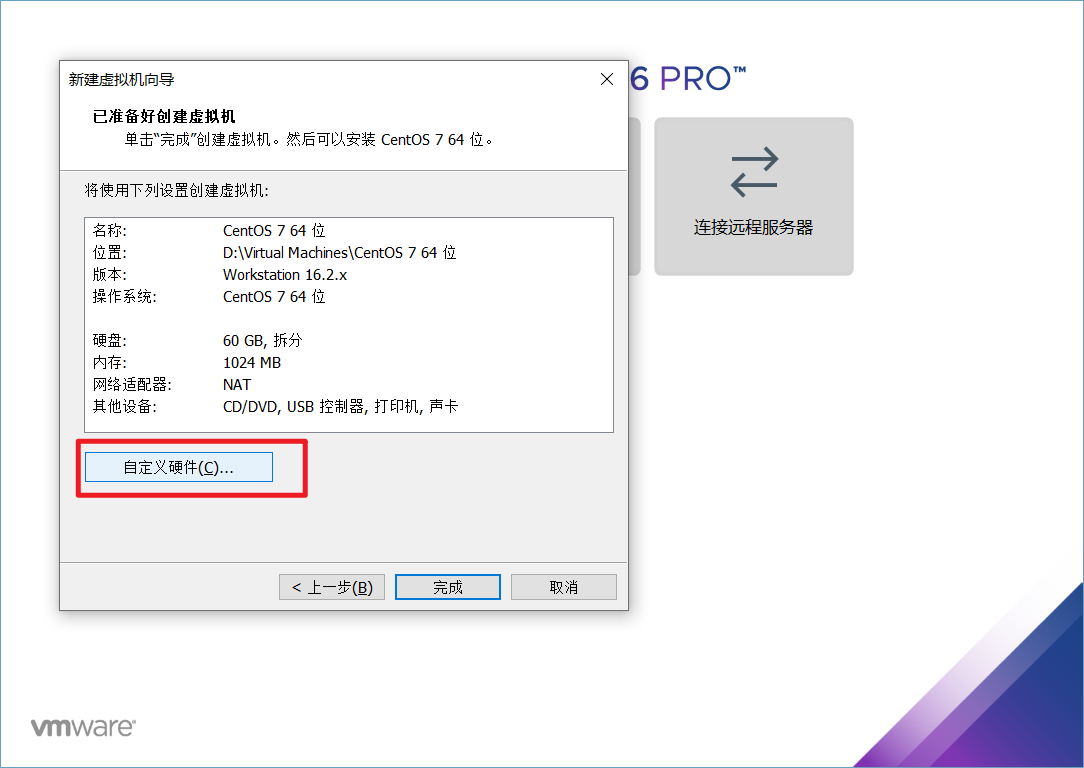 新建虚拟机向导
6 PRO™
已准备好创建虚拟机
单击“完成”创建虚拟机。然后可以安装 CentOS 7 64 位。
将使用下列设置创建虚拟机:
名称: CentOS 7 64 位
位置: D:\Virtual Machines\CentOS 7 64 位
版本: Workstation 16.2.x
操作系统: CentOS 7 64 位
硬盘: 60 GB, 拆分
内存: 1024 MB
网络适配器: NAT
其他设备: CD/DVD, USB 控制器, 打印机, 声卡
自定义硬件(C)...
< 上一步(B) 完成 取消
连接远程服务器
vmware®